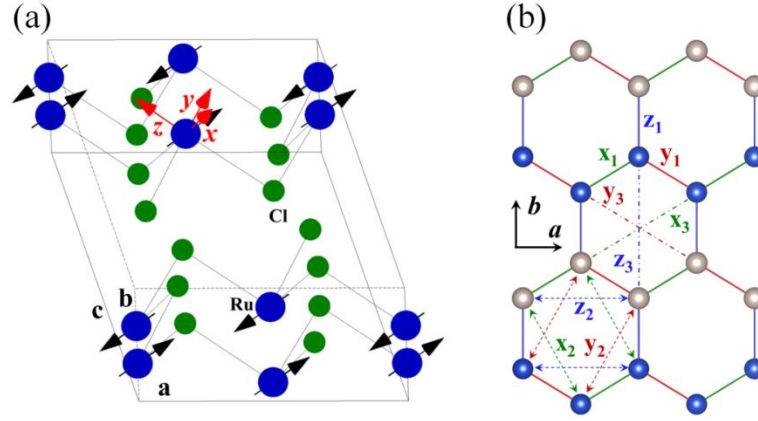 (a)
(b)
y
z
x
Cl
Ru
c
b
a
z₁
x₁
y₁
y₃
x₃
b
a
z₃
z₂
x₂
y₂